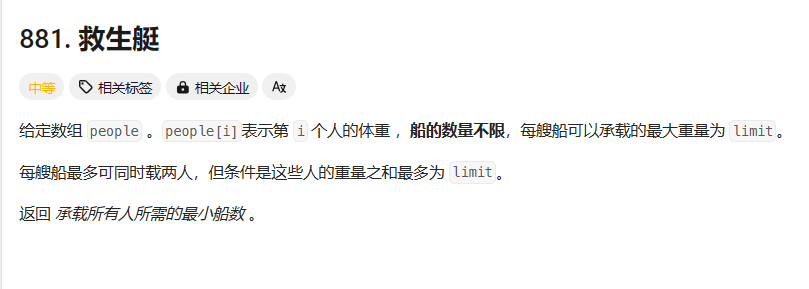 881. 救生艇
中等 相关标签 相关企业
给定数组 people 。people[i]表示第 i 个人的体重 ，船的数量不限，每艘船可以承载的最大重量为 limit。
每艘船最多可同时载两人，但条件是这些人的重量之和最多为 limit。
返回 承载所有人所需的最小船数 。